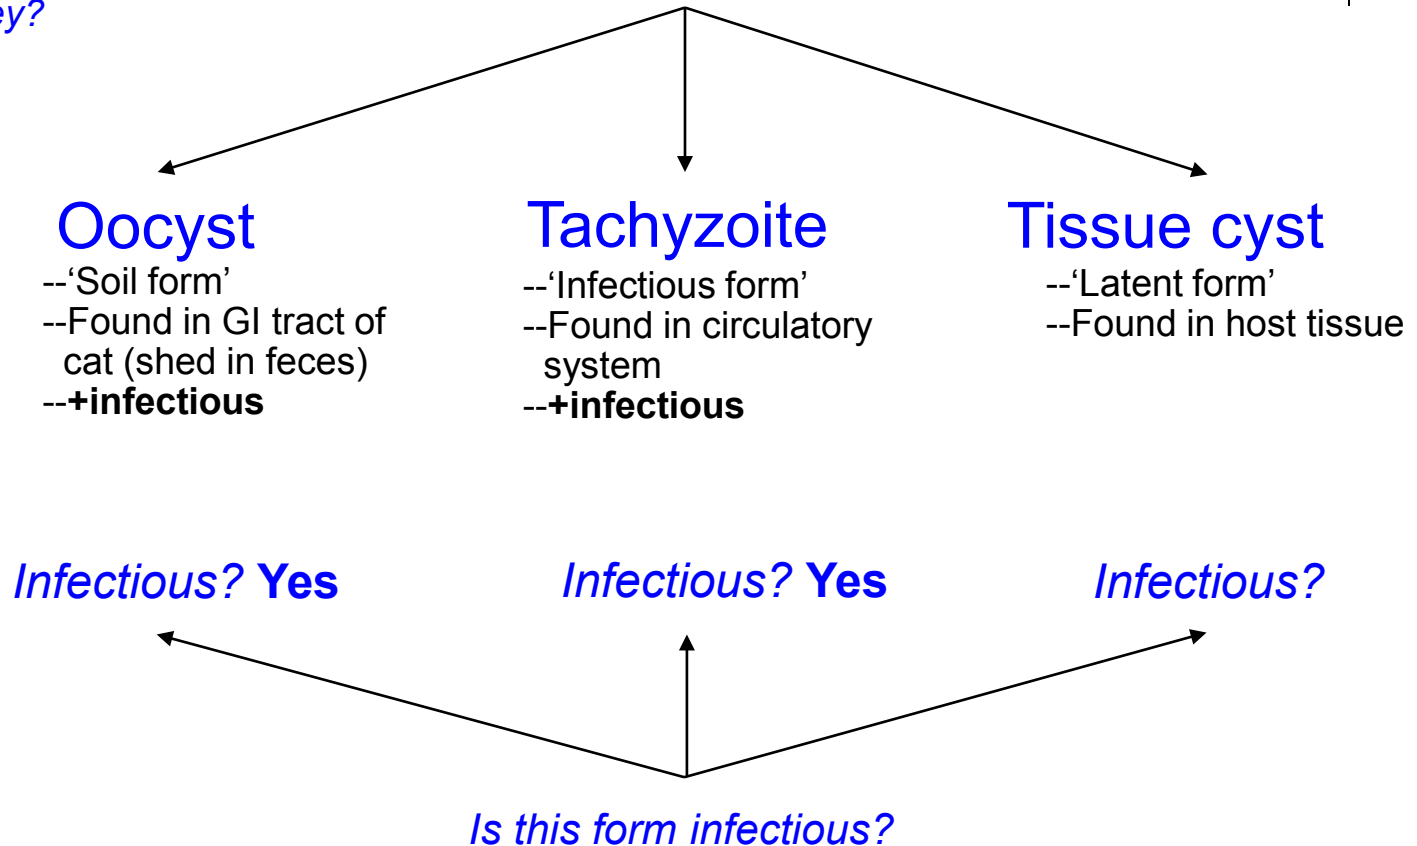 ey?
Oocyst
--‘Soil form’
--Found in GI tract of
cat (shed in feces)
--+infectious
Tachyzoite
--‘Infectious form’
--Found in circulatory
system
--+infectious
Tissue cyst
--‘Latent form’
--Found in host tissue
Infectious? Yes
Infectious? Yes
Infectious?
Is this form infectious?